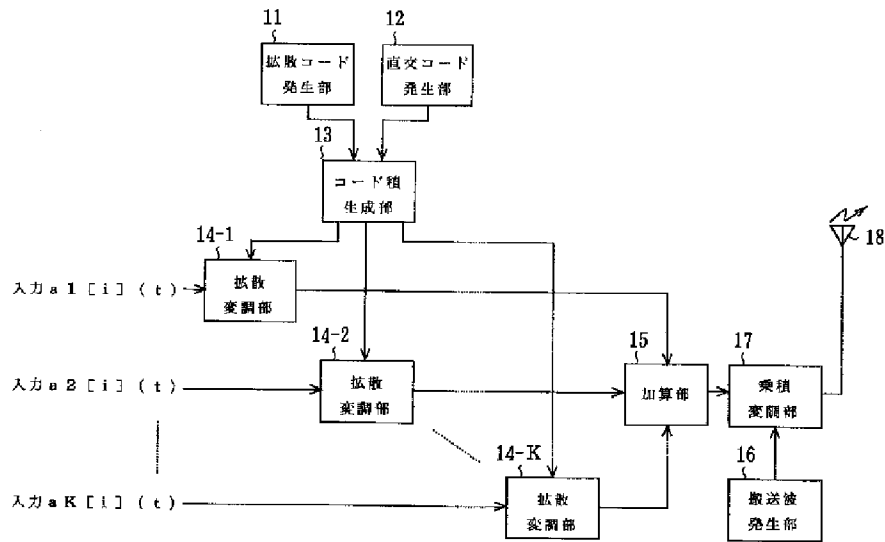 11
12
拡散コード
発生部
直交コード
発生部
13
コード積
生成部
14-1
18
入力a1[i](t)
拡散
変調部
14-2
15
17
入力a2[i](t)
拡散
変調部
加算部
乗積
変調部
14-K
16
入力aK[i](t)
拡散
変調部
搬送波
発生部